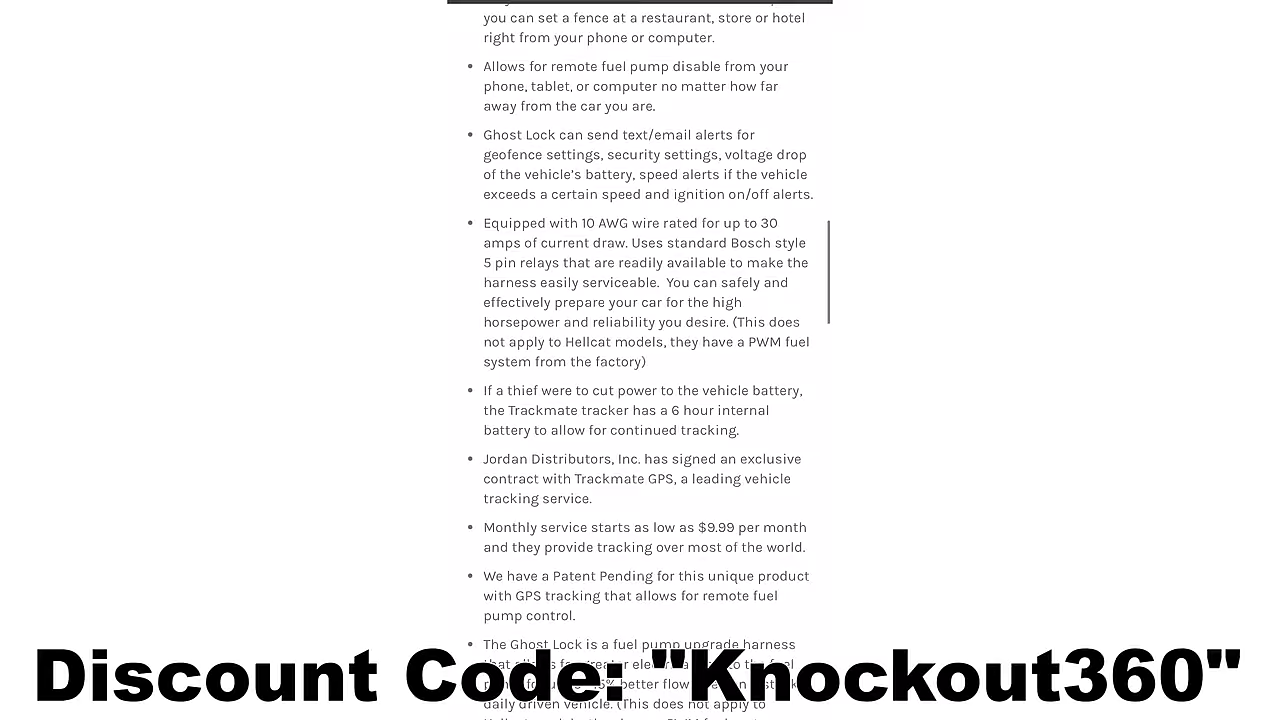 you can set a fence at a restaurant, store or hotel
right from your phone or computer.
• Allows for remote fuel pump disable from your
phone, tablet, or computer no matter how far
away from the car you are.
• Ghost Lock can send text/email alerts for
geofence settings, security settings, voltage drop
of the vehicle's battery, speed alerts if the vehicle
exceeds a certain speed and ignition on/off alerts.
• Equipped with 10 AWG wire rated for up to 30
amps of current draw. Uses standard Bosch style
5 pin relays that are readily available to make the
harness easily serviceable.  You can safely and
effectively prepare your car for the high
horsepower and reliability you desire. (This does
not apply to Hellcat models, they have a PWM fuel
system from the factory)
• If a thief were to cut power to the vehicle battery,
the Trackmate tracker has a 6 hour internal
battery to allow for continued tracking.
• Jordan Distributors, Inc. has signed an exclusive
contract with Trackmate GPS, a leading vehicle
tracking service.
• Monthly service starts as low as $9.99 per month
and they provide tracking over most of the world.
• We have a Patent Pending for this unique product
with GPS tracking that allows for remote fuel
pump control.
• The Ghost Lock is a fuel pump upgrade harness
better flow
daily driven vehicle. (This does not apply to
Discount Code: "Knockout360"